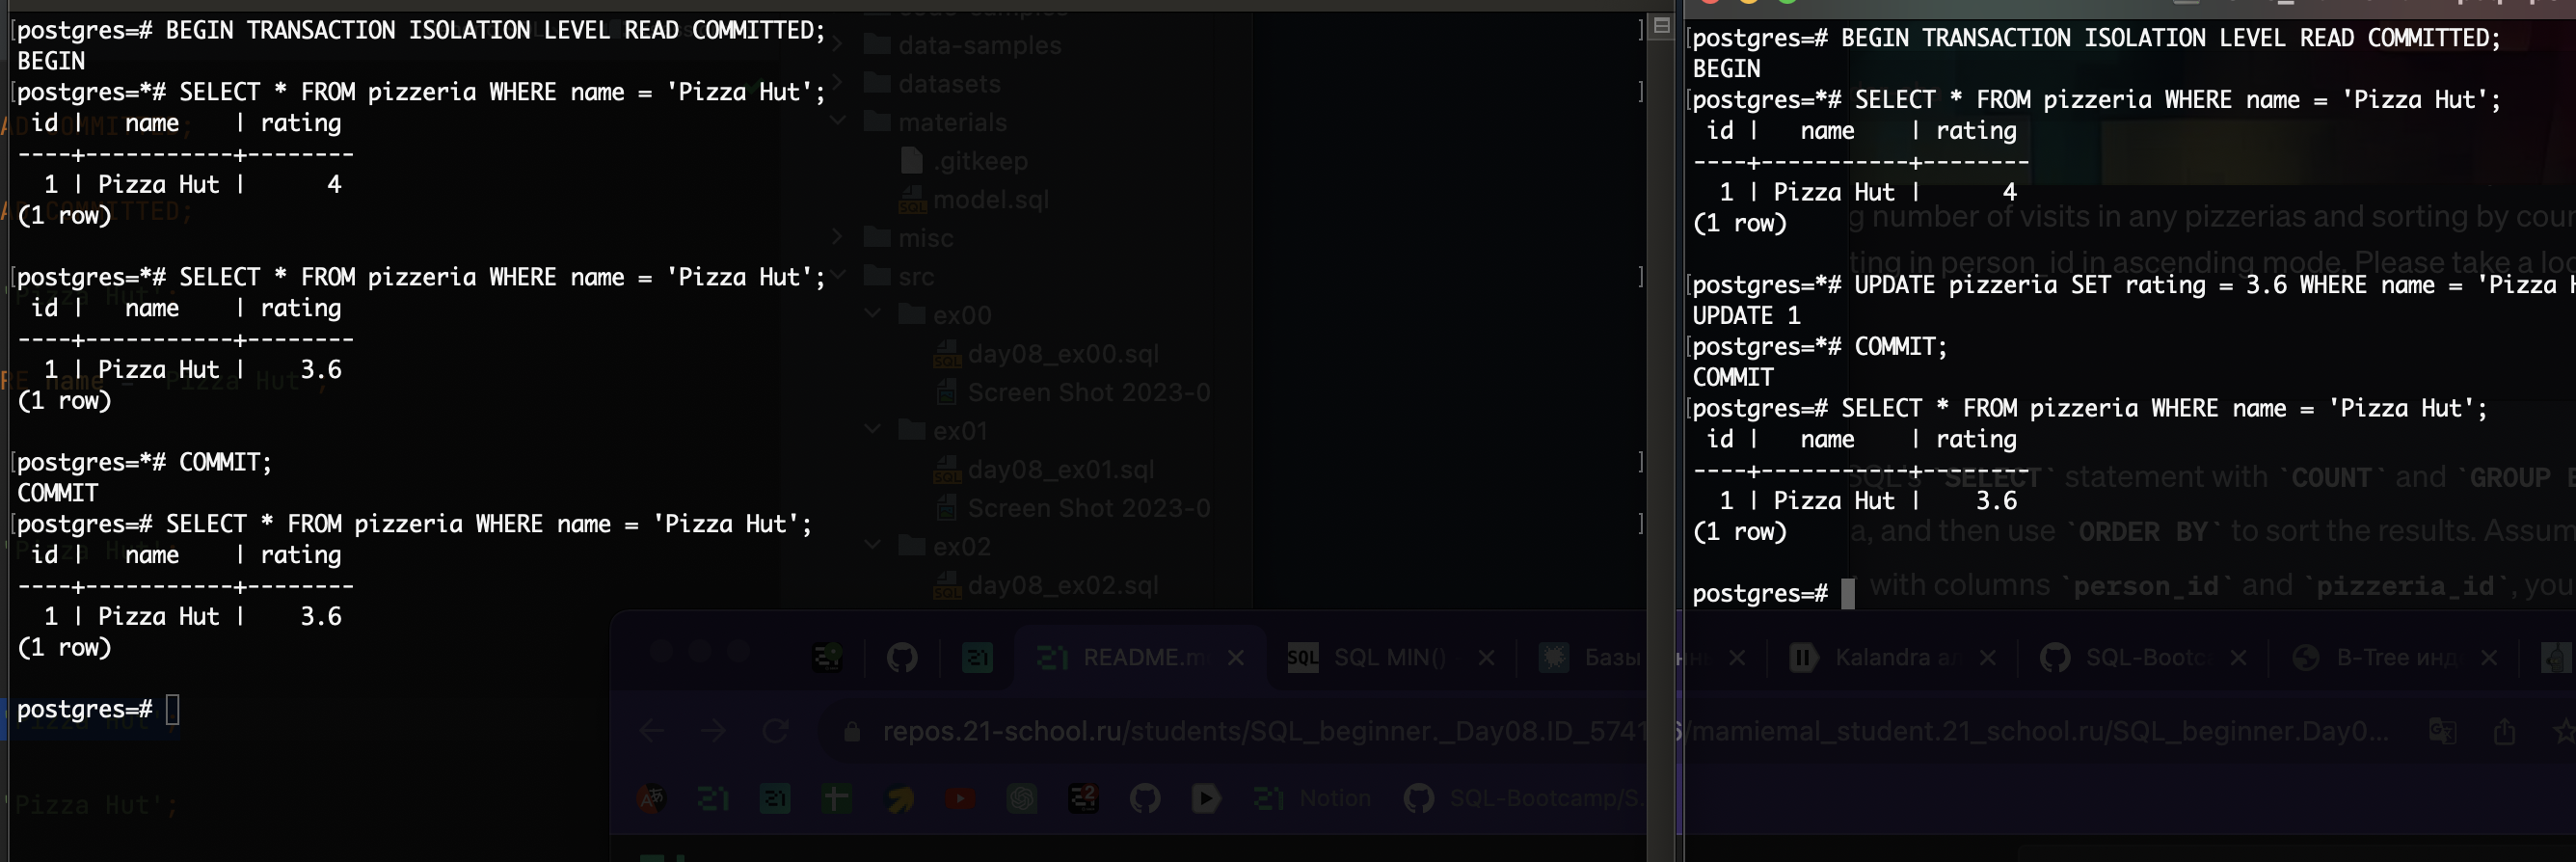 postgres=# BEGIN TRANSACTION ISOLATION LEVEL READ COMMITTED;
BEGIN
postgres=*# SELECT * FROM pizzeria WHERE name = 'Pizza Hut';
 id |   name    | rating
----+-----------+--------
  1 | Pizza Hut |      4
(1 row)
postgres=*# SELECT * FROM pizzeria WHERE name = 'Pizza Hut';
 id |   name    | rating
----+-----------+--------
  1 | Pizza Hut |    3.6
(1 row)
postgres=*# COMMIT;
COMMIT
postgres=# SELECT * FROM pizzeria WHERE name = 'Pizza Hut';
 id |   name    | rating
----+-----------+--------
  1 | Pizza Hut |    3.6
(1 row)
postgres=#
postgres=# BEGIN TRANSACTION ISOLATION LEVEL READ COMMITTED;
BEGIN
postgres=*# SELECT * FROM pizzeria WHERE name = 'Pizza Hut';
 id |   name    | rating
----+-----------+--------
  1 | Pizza Hut |      4
(1 row)
postgres=*# UPDATE pizzeria SET rating = 3.6 WHERE name = 'Pizza
UPDATE 1
postgres=*# COMMIT;
COMMIT
postgres=# SELECT * FROM pizzeria WHERE name = 'Pizza Hut';
 id |   name    | rating
----+-----------+--------
  1 | Pizza Hut |    3.6
(1 row)
postgres=#
data-samples
datasets
materials
.gitkeep
model.sql
misc
src
ex00
day08_ex00.sql
Screen Shot 2023-0
ex01
day08_ex01.sql
Screen Shot 2023-0
ex02
day08_ex02.sql
number of visits in any pizzerias and sorting by
in person_id in ascending mode. Please take a
`SELECT` statement with `COUNT` and `GROUP
and then use `ORDER BY` to sort the results.
with columns `person_id` and `pizzeria_id`, you
README.m
SQL MIN()
Базы
Kalandra
SQL-Bootc
B-Tree инд
repos.21-school.ru/students/SQL_beginner._Day08.ID_5741 6/mamiemal_student.21_school.ru/SQL_beginner.Day0...
Notion
SQL-Bootcamp/S...
'Pizza Hut';